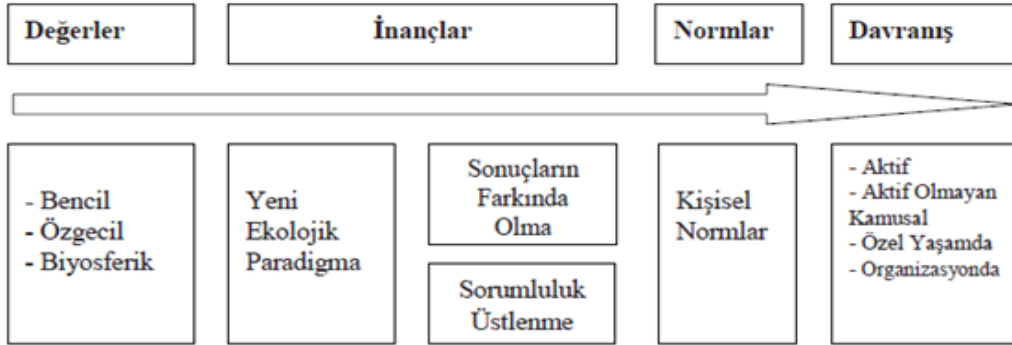 Değerler
İnançlar
Normlar
Davranış
- Bencil
- Özgecil
- Biyosferik
Yeni
Ekolojik
Paradigma
Sonuçların
Farkında
Olma
Sorumluluk
Üstlenme
Kişisel
Normlar
- Aktif
- Aktif Olmayan
Kamusal
- Özel Yaşamda
- Organizasyonda